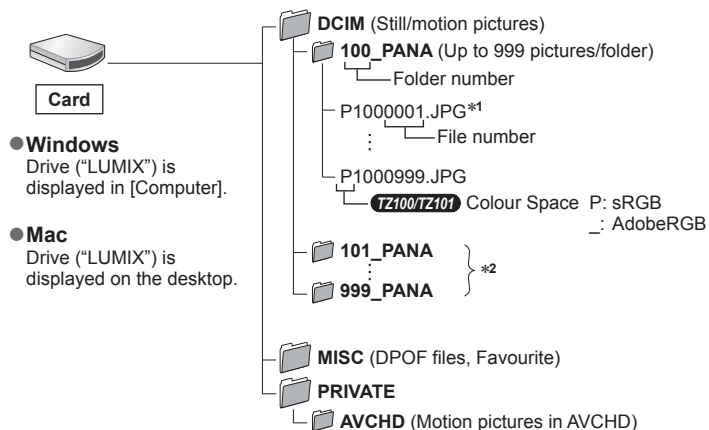 DCIM (Still/motion pictures)
100_PANA (Up to 999 pictures/folder)
Folder number
Card
P1000001.JPG*1
File number
●Windows
Drive (“LUMIX”) is
displayed in [Computer].
P1000999.JPG
TZ100/TZ101 Colour Space P: sRGB
_: AdobeRGB
●Mac
Drive (“LUMIX”) is
displayed on the desktop.
101_PANA
*2
999_PANA
MISC (DPOF files, Favourite)
PRIVATE
AVCHD (Motion pictures in AVCHD)